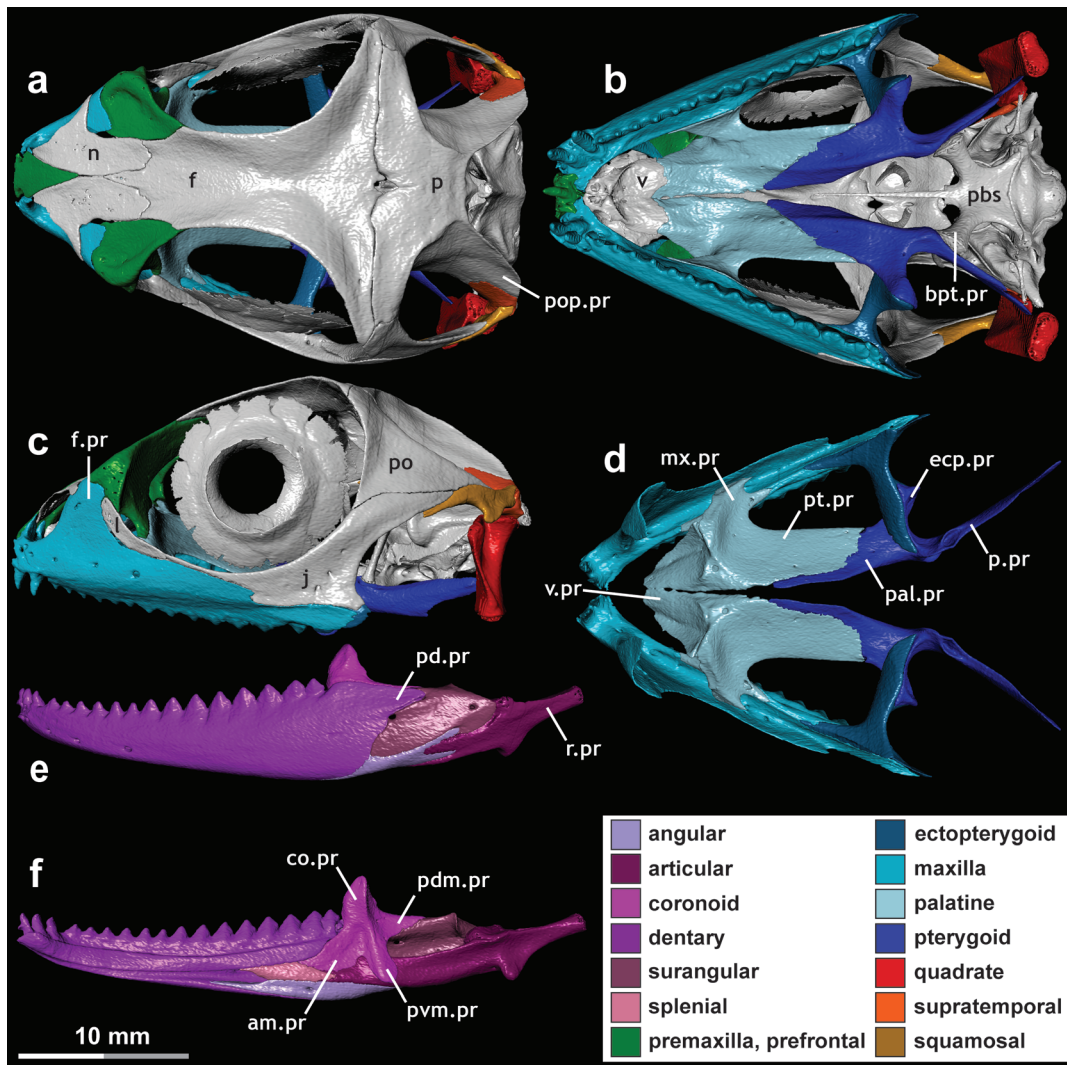 a
n
f
p
pop.pr
b
v
pbs
bpt.pr
c
f.pr
l
po
j
d
mx.pr
ecp.pr
pt.pr
p.pr
v.pr
pal.pr
pd.pr
r.pr
e
f
co.pr
pdm.pr
am.pr
pvm.pr
10 mm
angular
articular
coronoid
dentary
surangular
splenial
premaxilla, prefrontal
ectopterygoid
maxilla
palatine
pterygoid
quadrate
supratemporal
squamosal